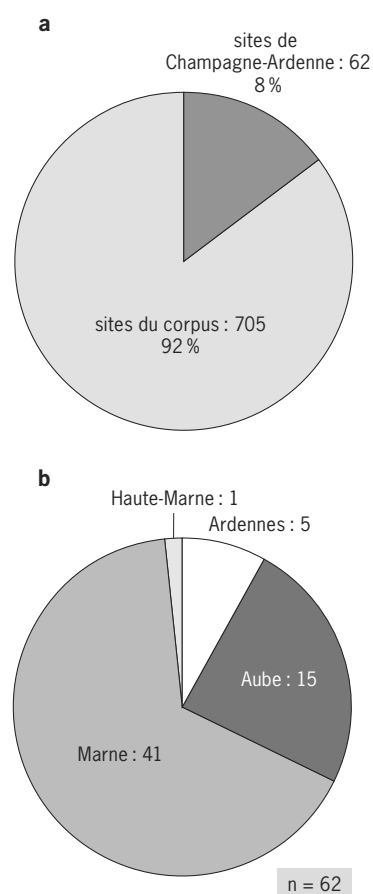 a
sites de
Champagne-Ardenne : 62
8 %
sites du corpus : 705
92 %
b
Haute-Marne : 1
Ardennes : 5
Aube : 15
Marne : 41
n = 62